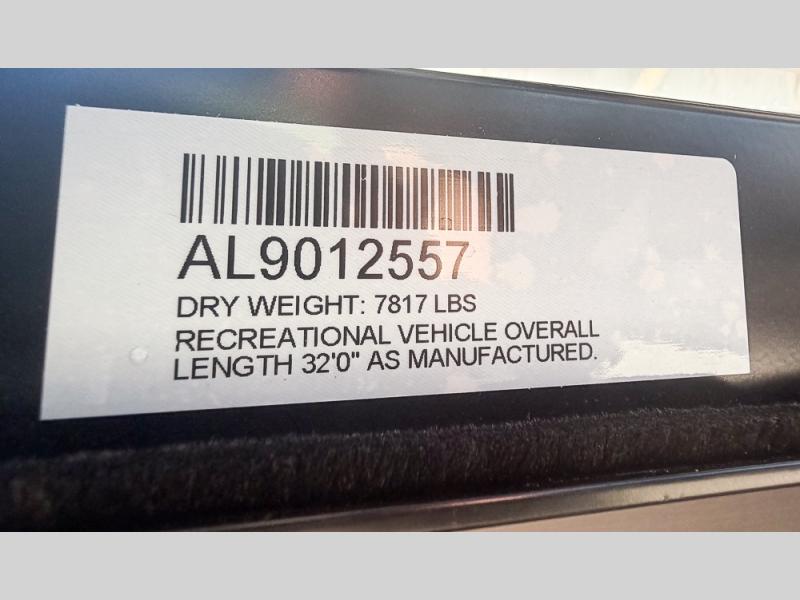 AL9012557
DRY WEIGHT: 7817 LBS
RECREATIONAL VEHICLE OVERALL
LENGTH 32'0" AS MANUFACTURED.